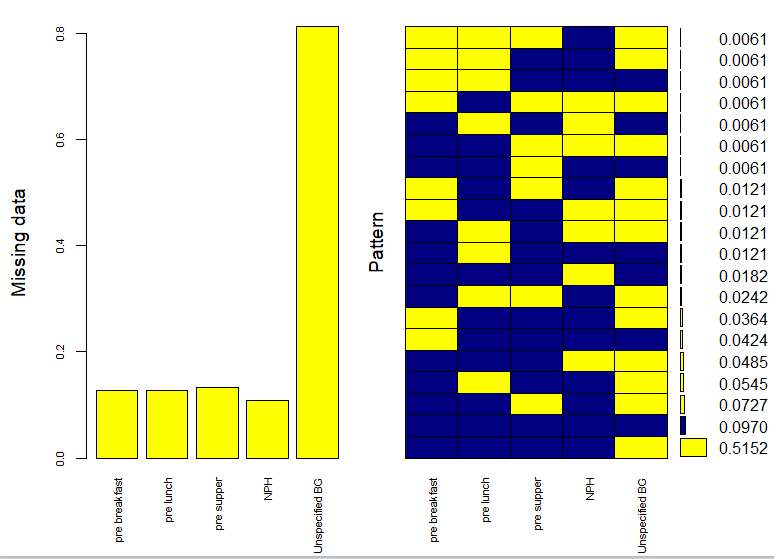 Missing data
0.8
0.6
0.4
0.2
0.0
pre breakfast
pre lunch
pre supper
NPH
Unspecified BG
Pattern
pre breakfast
pre lunch
pre supper
NPH
Unspecified BG
0.0061
0.0061
0.0061
0.0061
0.0061
0.0061
0.0061
0.0121
0.0121
0.0121
0.0121
0.0182
0.0242
0.0364
0.0424
0.0485
0.0545
0.0727
0.0970
0.5152